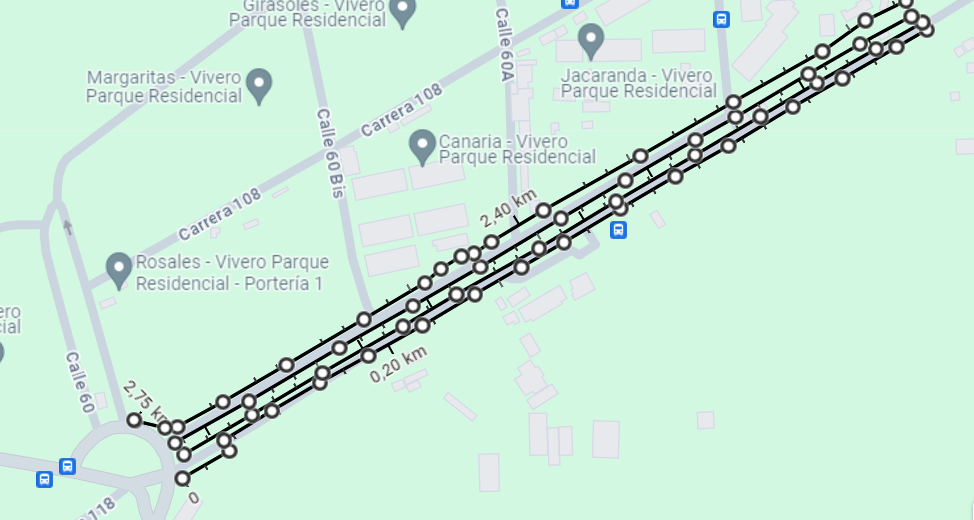 Girasoles - Vivero
Parque Residencial
Calle 60A
Margaritas - Vivero
Parque Residencial
Jacaranda - Vivero
Parque Residencial
Carrera 108
Calle 60 Bis
Canaria - Vivero
Parque Residencial
Carrera 108
2,40 km
Rosales - Vivero Parque
Residencial - Portería 1
0,20 km
Calle 60
2,75 km
0
118